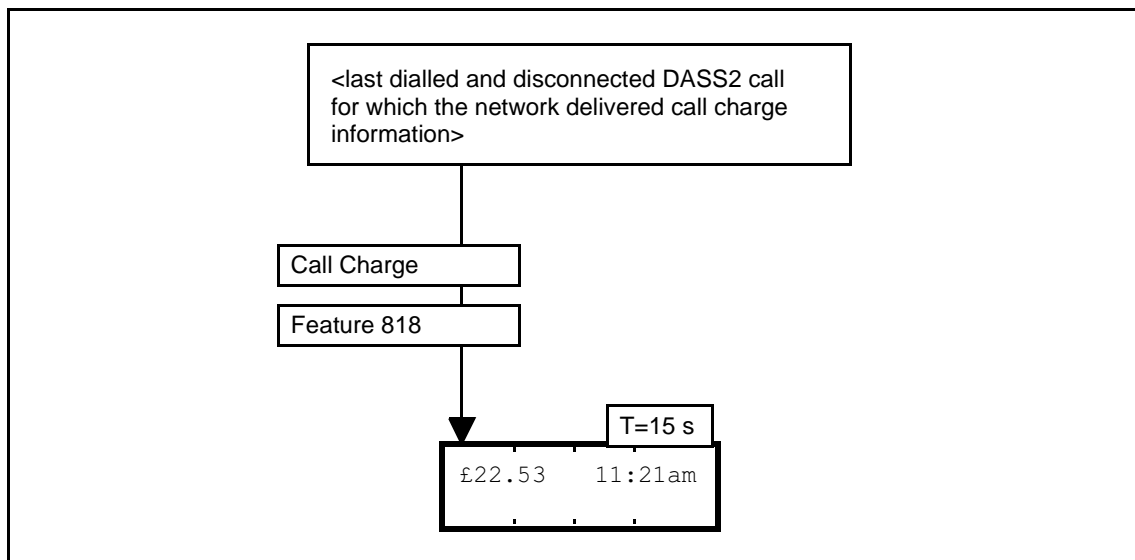 <last dialled and disconnected DASS2 call
for which the network delivered call charge
information>
Call Charge
Feature 818
T=15 s
£22.53 11:21am